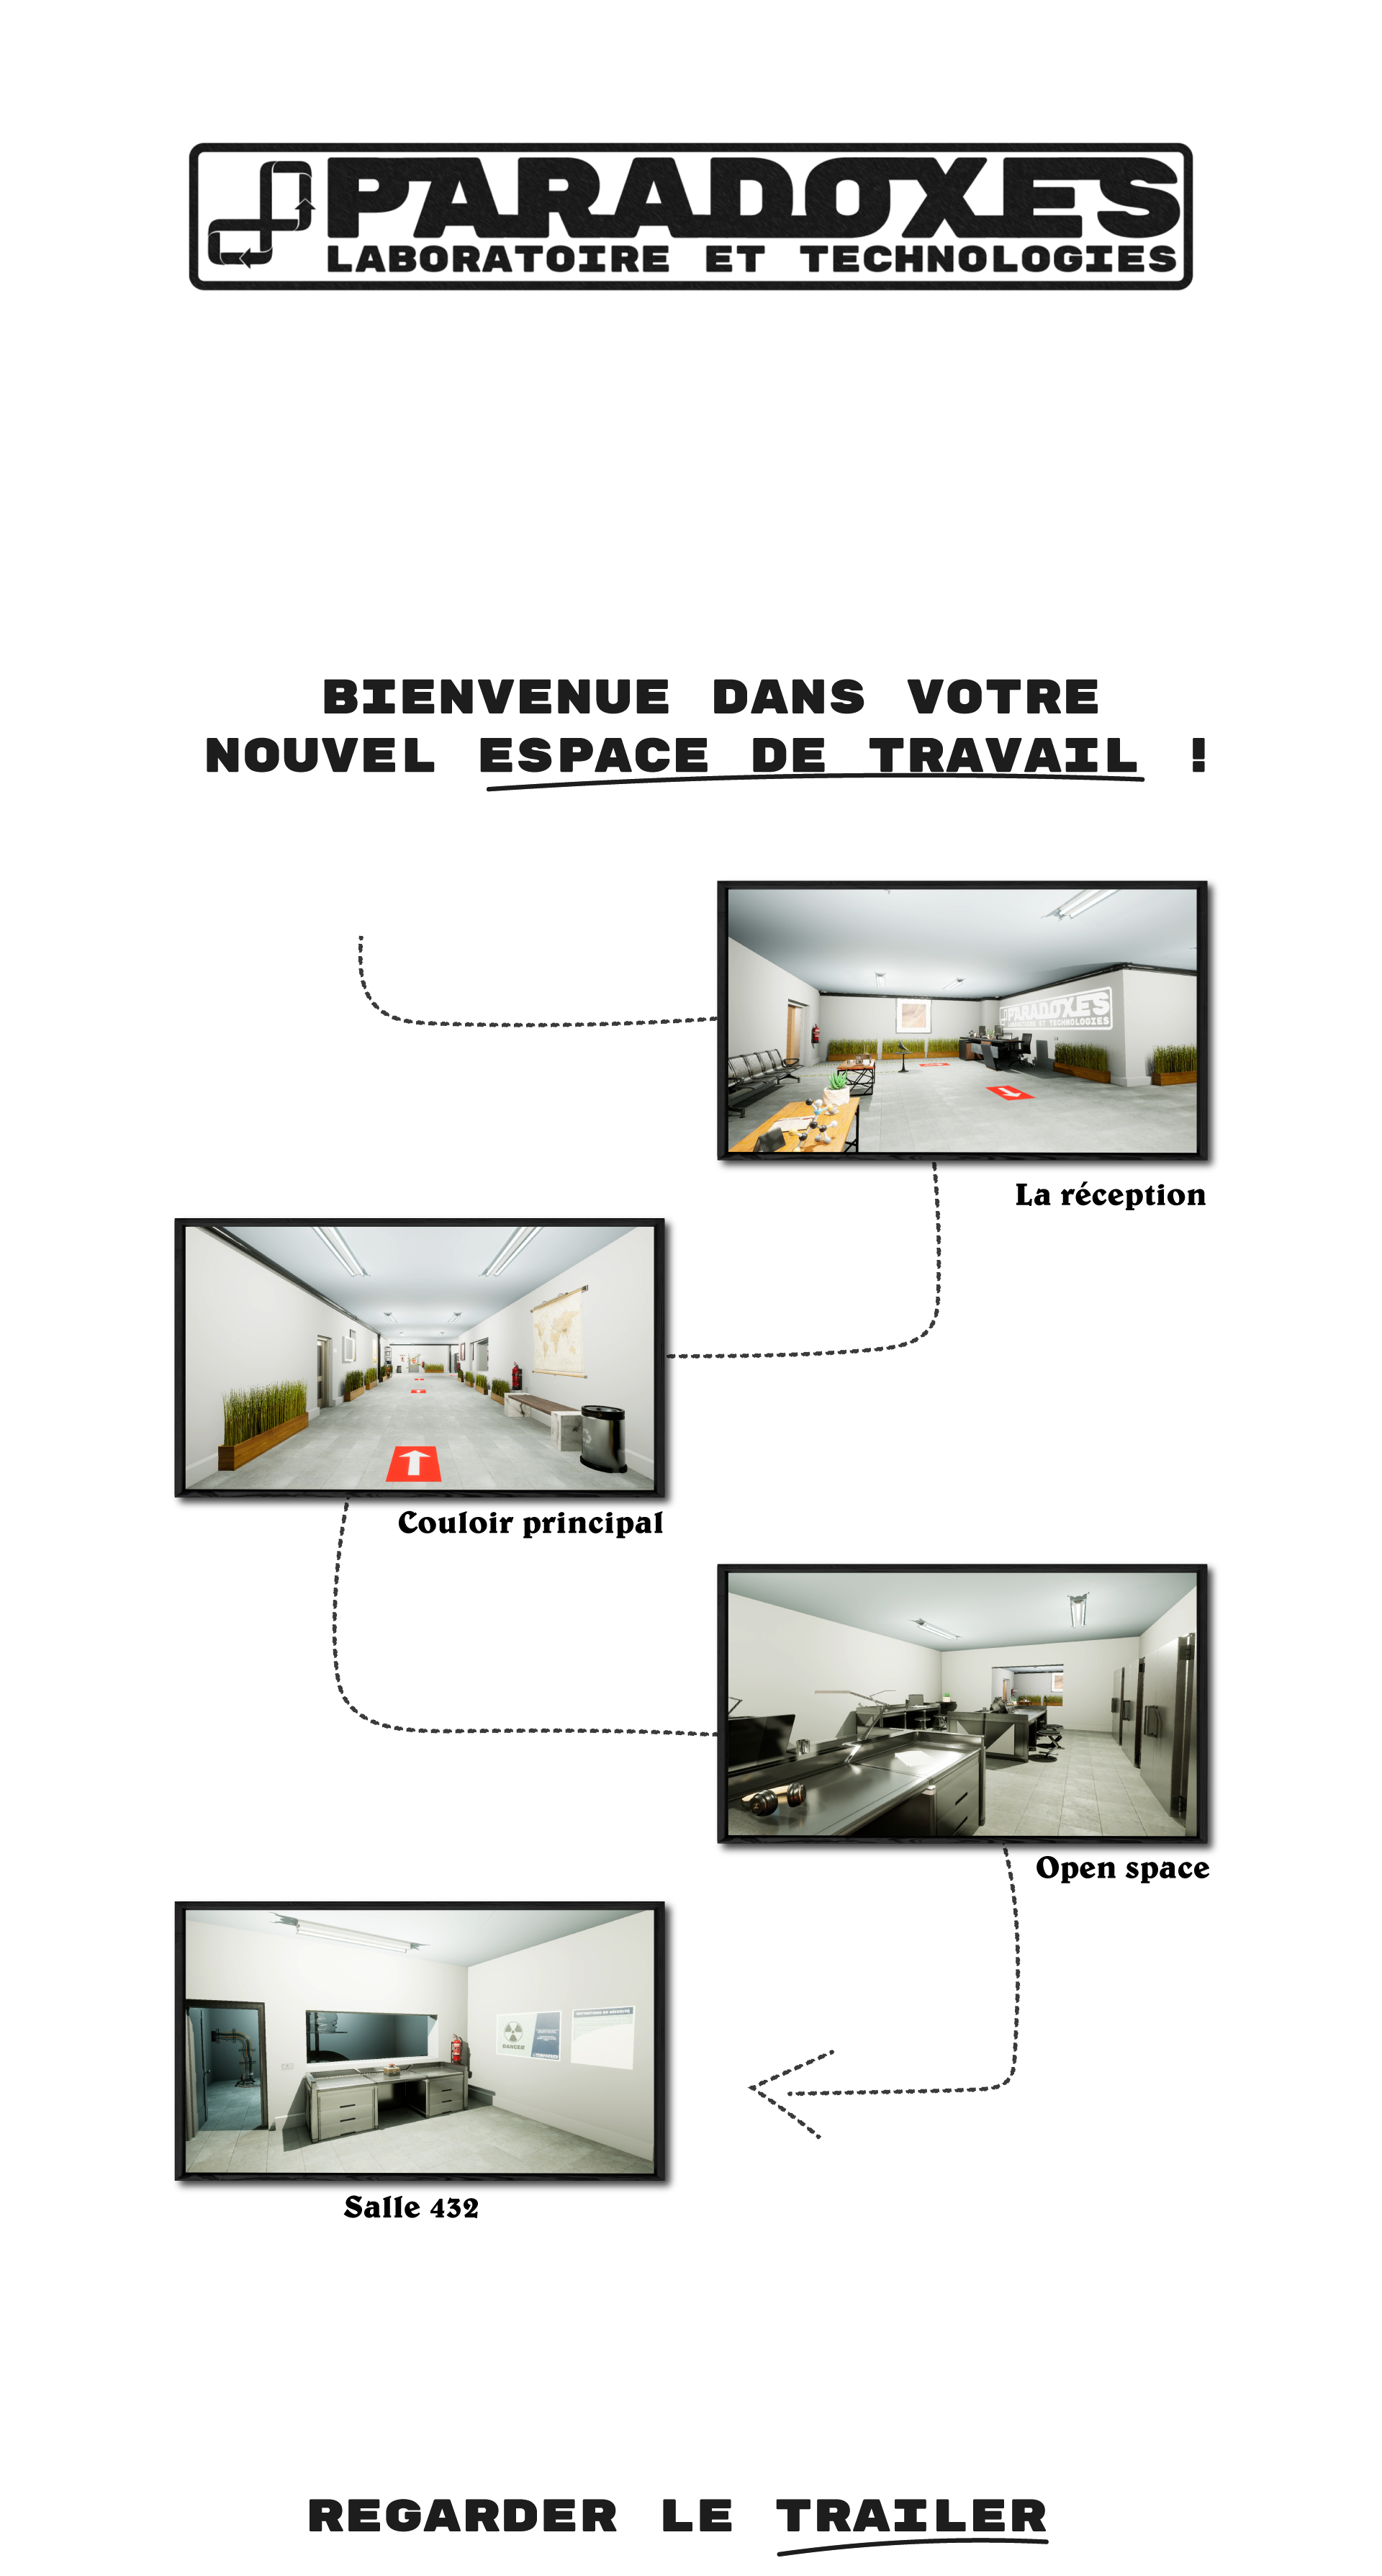 PARADOXES
LABORATOIRE ET TECHNOLOGIES
BIENVENUE DANS VOTRE
NOUVEL ESPACE DE TRAVAIL !
PARADOXES
LABORATOIRE ET TECHNOLOGIES
La réception
Couloir principal
Open space
DANGER
Salle 432
REGARDER LE TRAILER